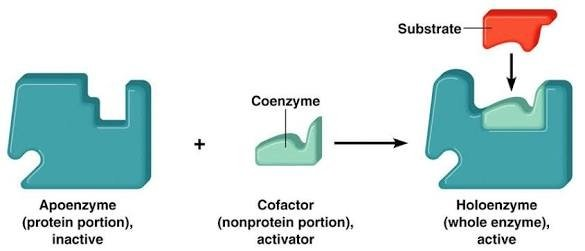 Substrate
Coenzyme
+
Apoenzyme
(protein portion),
inactive
Cofactor
(nonprotein portion),
activator
Holoenzyme
(whole enzyme),
active